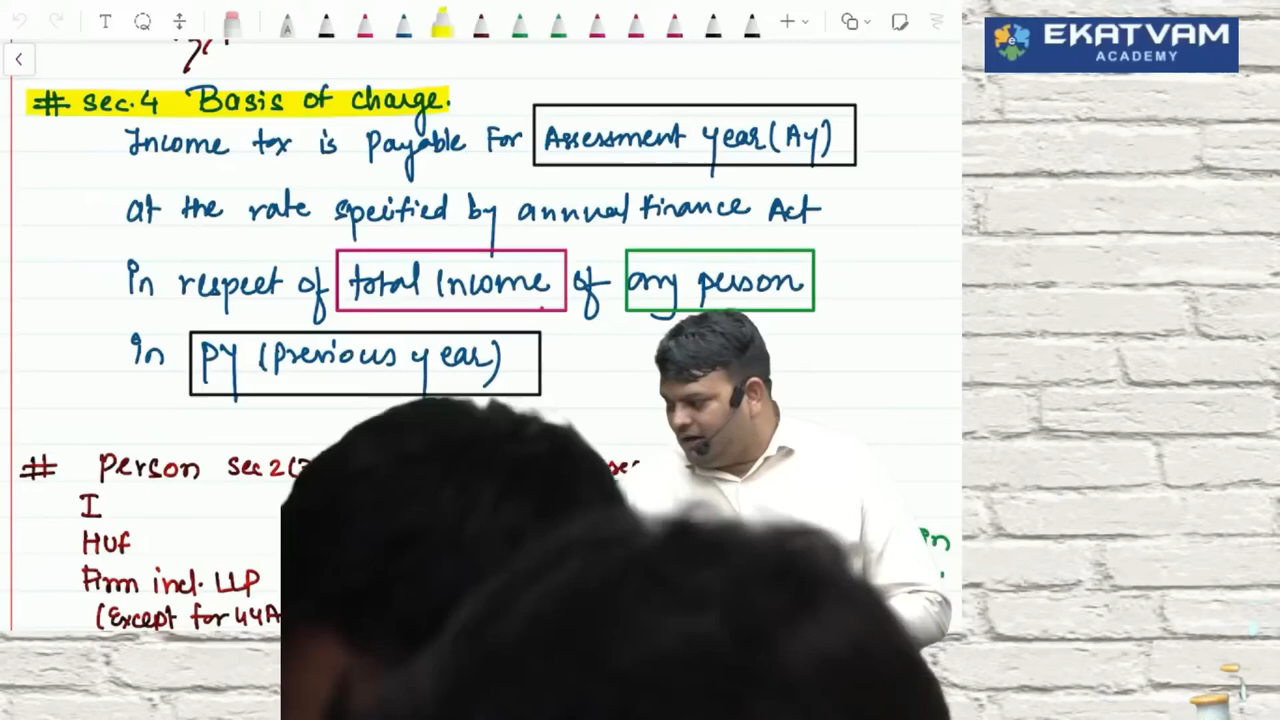 EKATVAM
ACADEMY
# sec.4 Basis of charge.
Income tax is payable for Assessment year (AY)
at the rate specified by annual finance Act
In respect of total Income of any person
In PY (Previous year)
# Person sec 2(
I
HUF
Firm incl. LLP
(Except for 44A